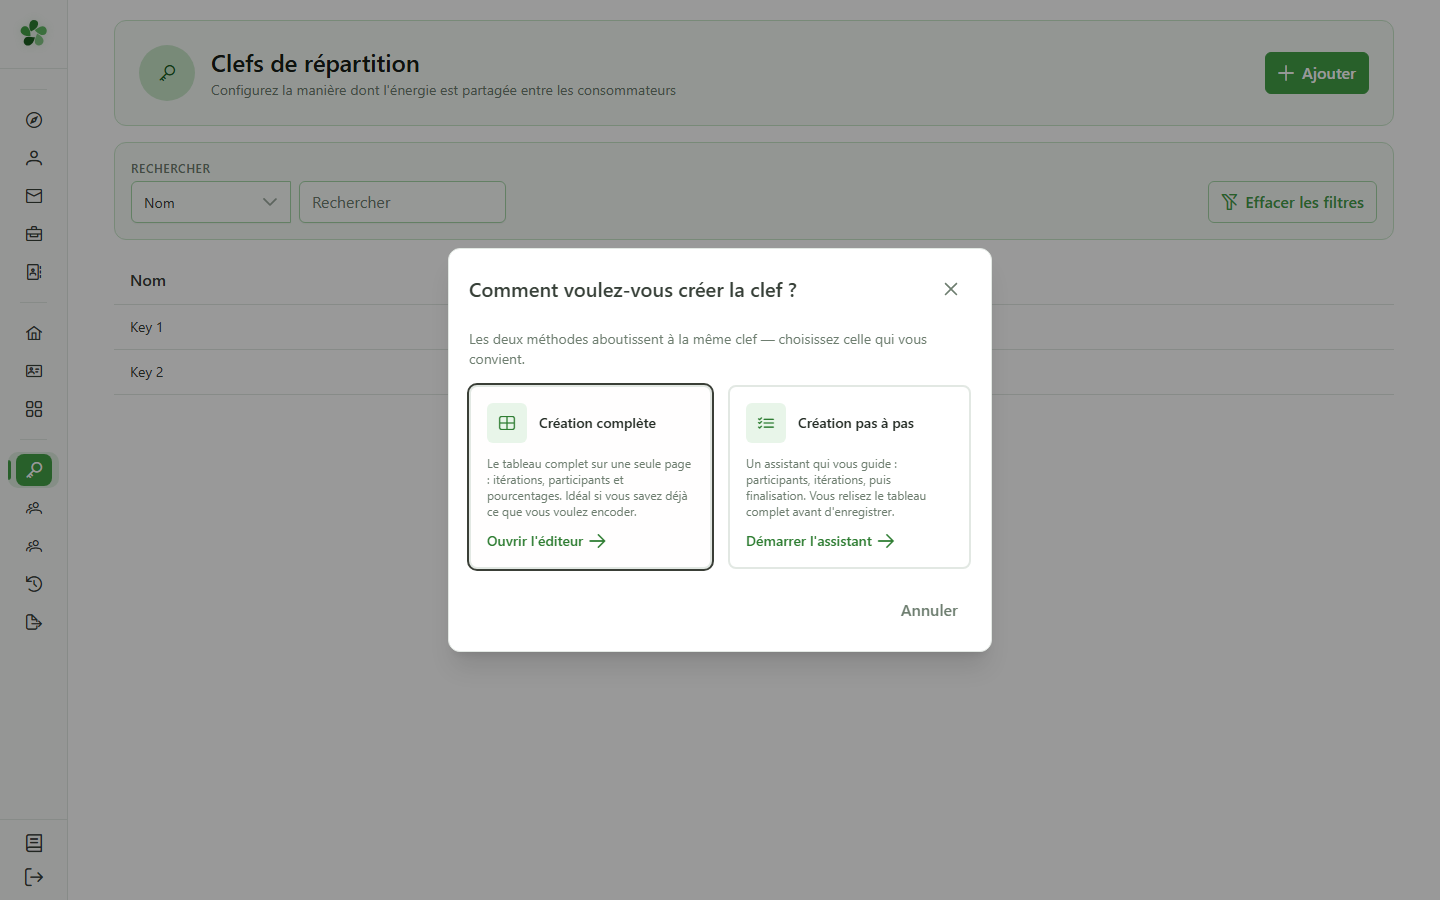 Clefs de répartition
Configurez la manière dont l'énergie est partagée entre les consommateurs
Ajouter
RECHERCHER
Nom
Rechercher
Effacer les filtres
Nom
Key 1
Key 2
Comment voulez-vous créer la clef ?
Les deux méthodes aboutissent à la même clef — choisissez celle qui vous
convient.
Création complète
Le tableau complet sur une seule page
: itérations, participants et
pourcentages. Idéal si vous savez déjà
ce que vous voulez encoder.
Ouvrir l'éditeur
Création pas à pas
Un assistant qui vous guide :
participants, itérations, puis
finalisation. Vous relisez le tableau
complet avant d'enregistrer.
Démarrer l'assistant
Annuler